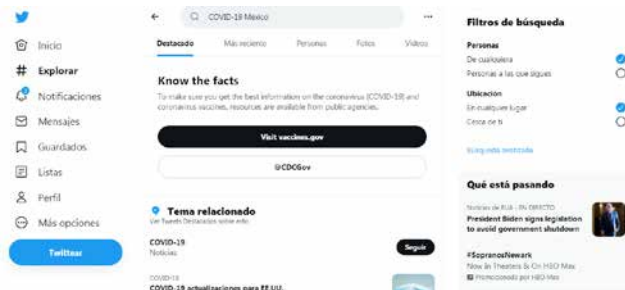 COVID-19 Mexico
Inicio
Explorar
Notificaciones
Mensajes
Guardados
Listas
Perfil
Más opciones
Twittear
Destacado
Más reciente
Personas
Fotos
Videos
Know the facts
To make sure you get the best information on the coronavirus (COVID-19) and
coronavirus vaccines, resources are available from public agencies.
Visit vaccines.gov
@CDCGov
Tema relacionado
Ver Tweets Destacados sobre esto
COVID-19
Noticias
Seguir
COVID-19
COVID-19 actualizaciones para EE.UU.
Filtros de búsqueda
Personas
De cualquiera
Personas a las que sigues
Ubicación
En cualquier lugar
Cerca de ti
Búsqueda avanzada
Qué está pasando
Noticias de EUA · EN DIRECTO
President Biden signs legislation
to avoid government shutdown
#SopranosNewark
Now in Theaters & On HBO Max
Promocionado por HBO Max